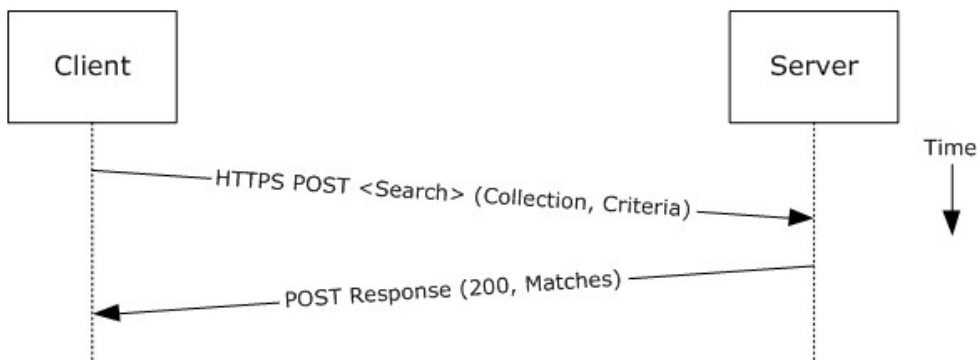 Client
Server
Time
HTTPS POST <Search> (Collection, Criteria)
POST Response (200, Matches)